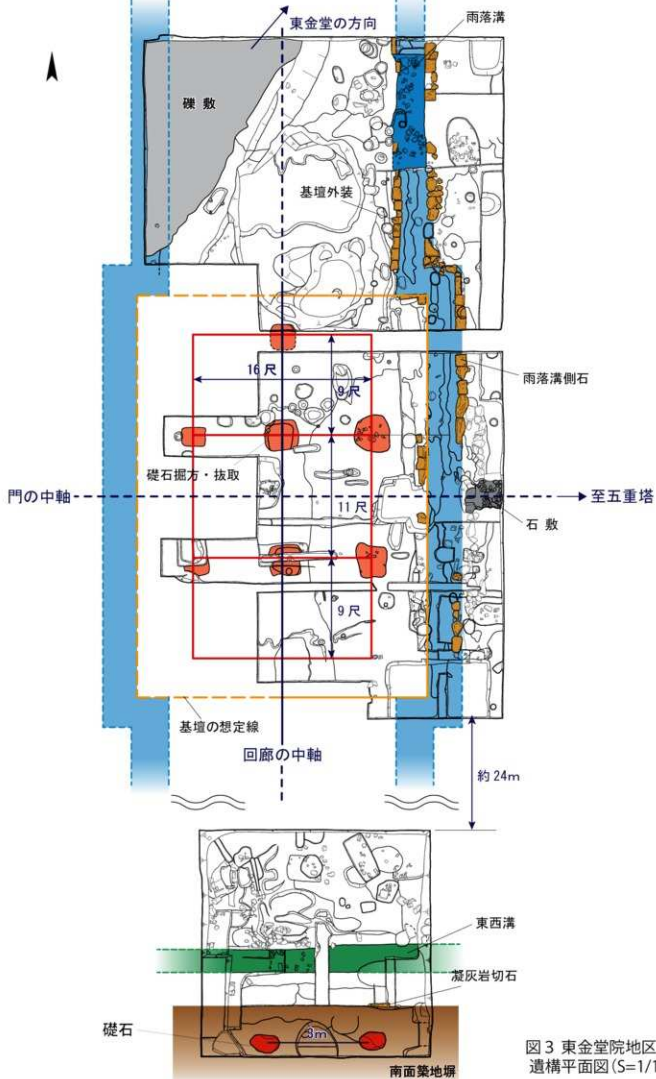 東金堂の方向
雨落溝
礫敷
基壇外装
16尺
9尺
雨落溝側石
礎石掘方・抜取
門の中軸
11尺
至五重塔
石敷
9尺
基壇の想定線
回廊の中軸
約24m
東西溝
凝灰岩切石
礎石
3m
南面築地塀
図3 東金堂院地区
遺構平面図(S=1/1